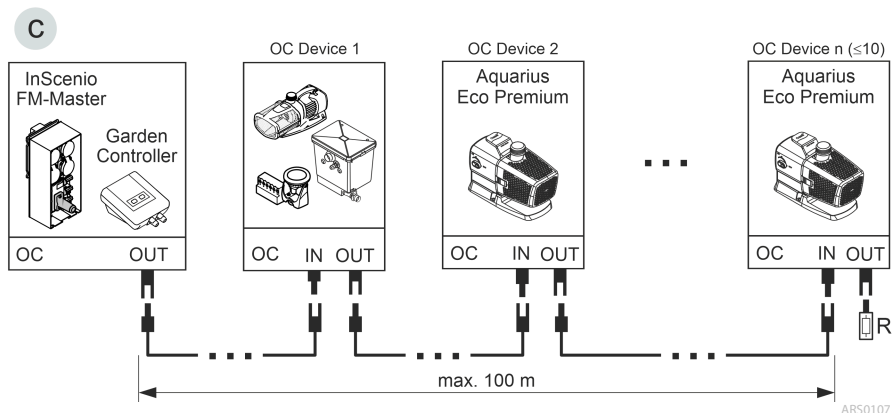 C
OC Device 1
OC Device 2
OC Device n (≤10)
InScenio
FM-Master
Garden
Controller
Aquarius
Eco Premium
Aquarius
Eco Premium
OC OUT
OC IN OUT
OC IN OUT
OC IN OUT
R
max. 100 m
ARS0107